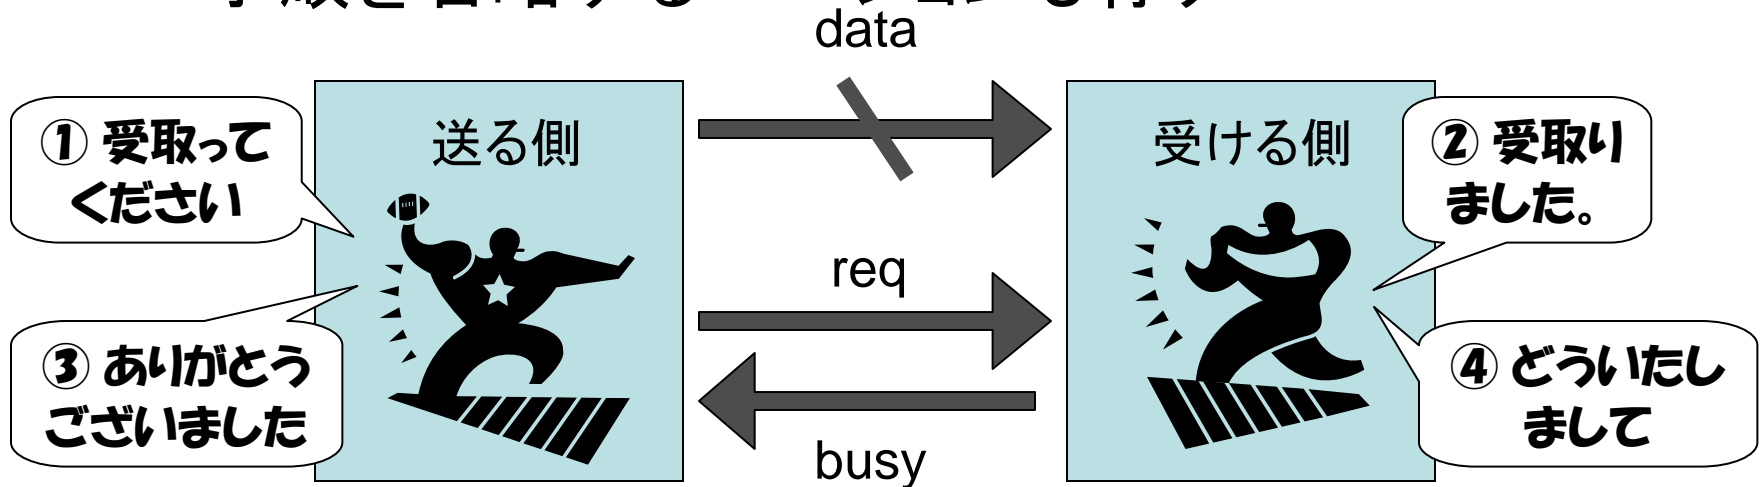 data
① 受取って
ください
送る側
受ける側
② 受取り
ました。
req
③ ありがとう
ございました
④ どういたし
まして
busy